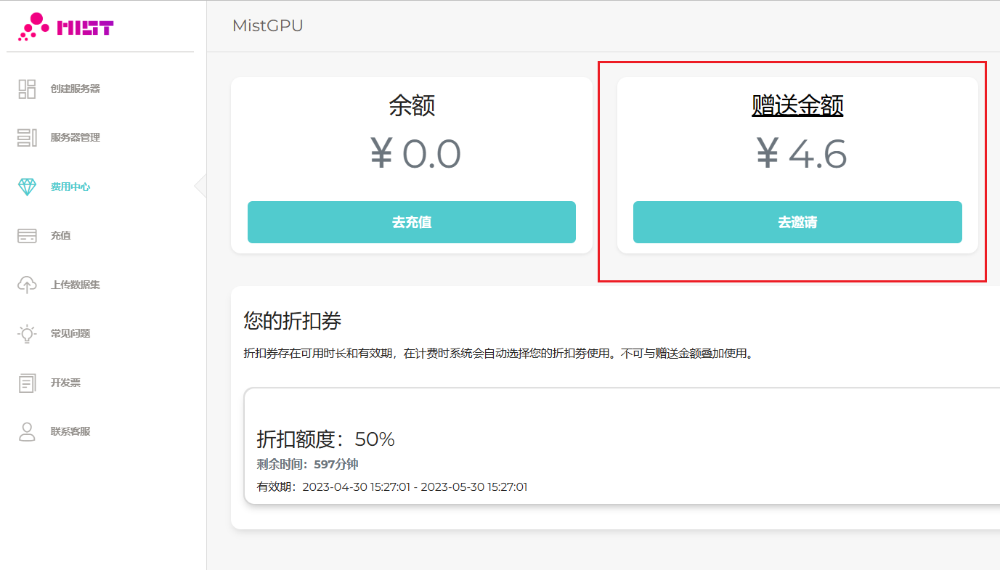 MIST
MistGPU
创建服务器
服务器管理
费用中心
充值
上传数据集
常见问题
开发票
联系客服
余额
¥ 0.0
去充值
赠送金额
¥ 4.6
去邀请
您的折扣券
折扣券存在可用时长和有效期，在计费时系统会自动选择您的折扣劵使用。不可与赠送金额叠加使用。
折扣额度：50%
剩余时间：597分钟
有效期：2023-04-30 15:27:01 - 2023-05-30 15:27:01